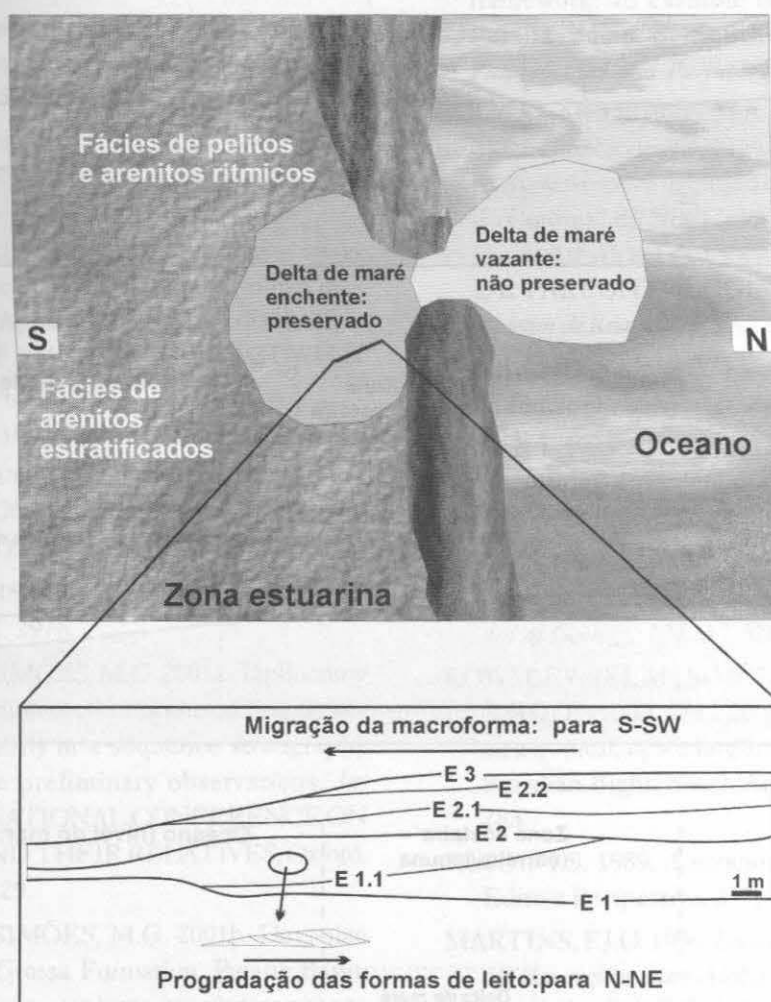 Fácies de pelitos
e arenitos rítmicos
Delta de maré
enchente:
preservado
Delta de maré
vazante:
não preservado
S
N
Fácies de
arenitos
estratificados
Oceano
Zona estuarina
Migração da macroforma: para S-SW
E 3
E 2.2
E 2.1
E 2
E 1.1
E 1
1 m
Progradação das formas de leito:para N-NE